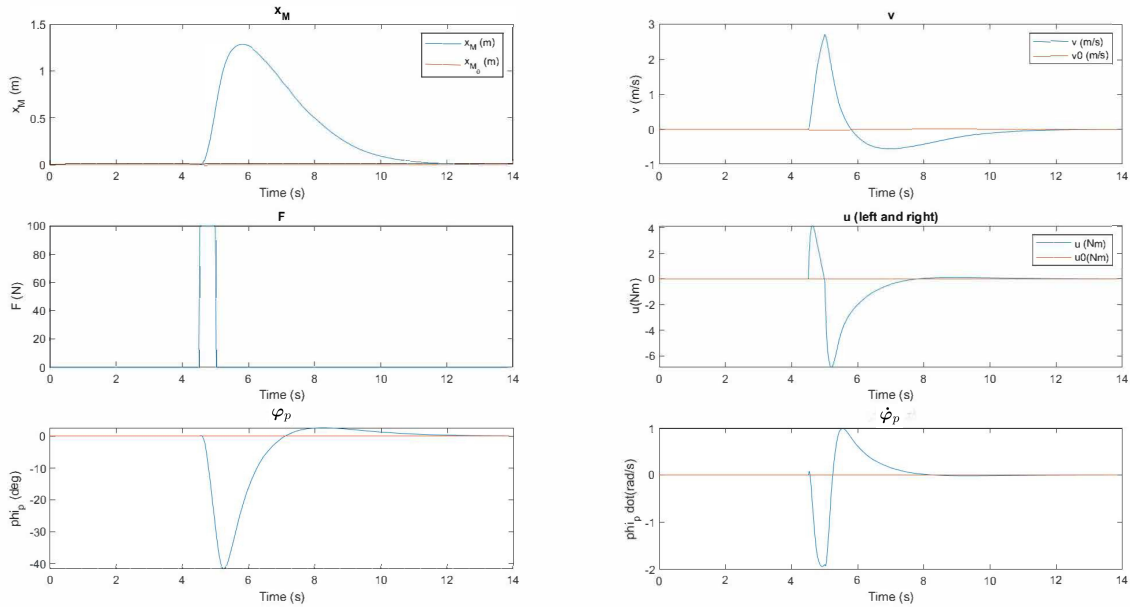 x_M
1.5
1
0.5
0
x_M (m)
x_M (m)
x_M_0 (m)
0 2 4 6 8 10 12 14
Time (s)
v
3
2
1
0
-1
v (m/s)
v (m/s)
v0 (m/s)
0 2 4 6 8 10 12 14
Time (s)
F
100
80
60
40
20
0
F (N)
0 2 4 6 8 10 12 14
Time (s)
u (left and right)
4
2
0
-2
-4
-6
u(Nm)
u (Nm)
u0(Nm)
0 2 4 6 8 10 12 14
Time (s)
φ_p
0
-10
-20
-30
-40
phi_p (deg)
0 2 4 6 8 10 12 14
Time (s)
φ̇_p
1
0
-1
-2
phi_p dot(rad/s)
0 2 4 6 8 10 12 14
Time (s)